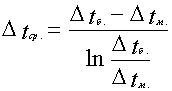 Δ t_ср. = (Δ t_б. − Δ t_м.) / (ln (Δ t_б. / Δ t_м.))